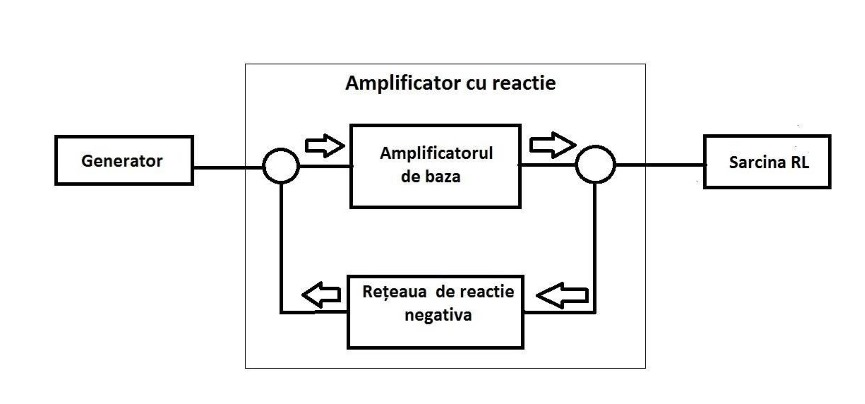 Amplificator cu reactie
Generator
Amplificatorul
de baza
Sarcina RL
Rețeaua de reactie
negativa